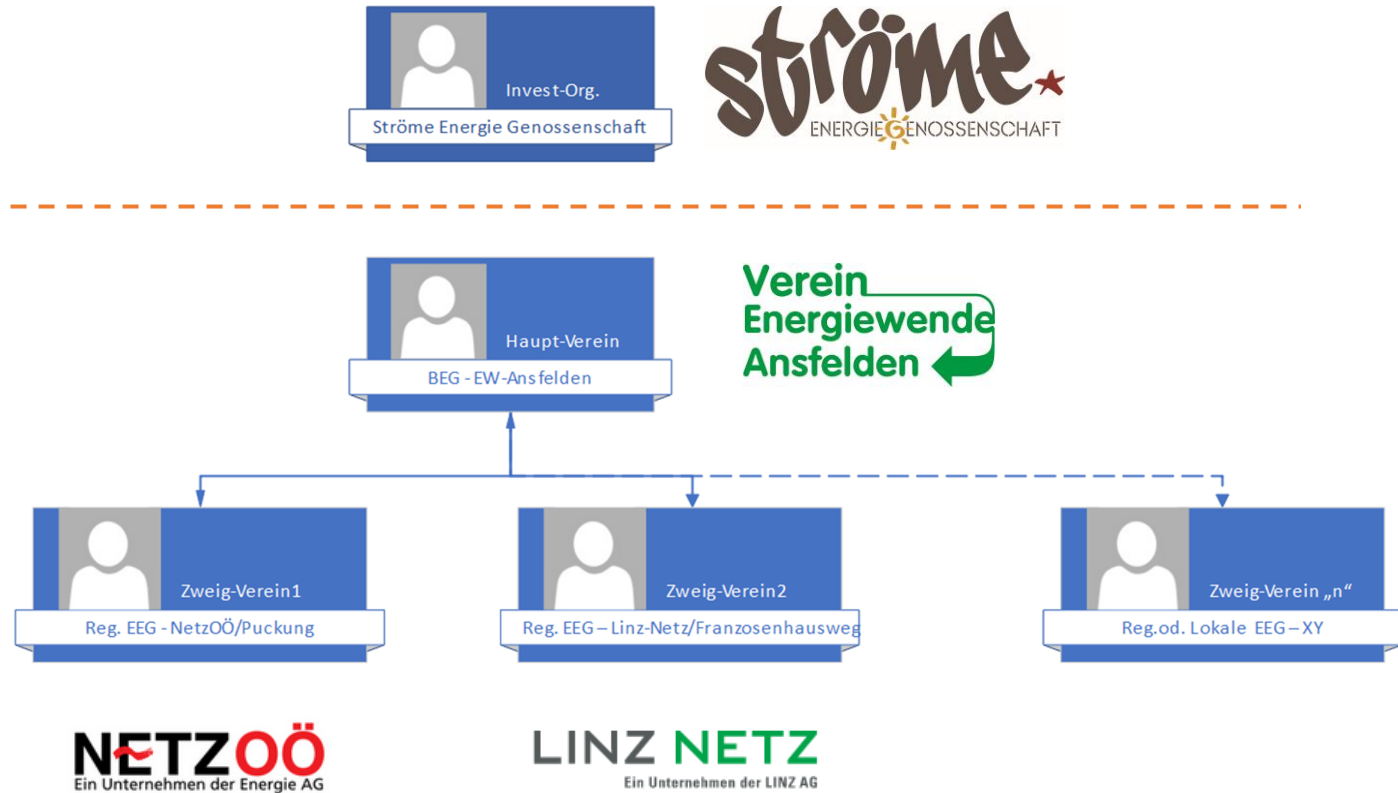 Invest-Org.
Ströme Energie Genossenschaft
ströme
ENERGIEGENOSSENSCHAFT
Haupt-Verein
BEG - EW-Ansfelden
Verein
Energiewende
Ansfelden
Zweig-Verein1
Reg. EEG - NetzOÖ/Puckung
Zweig-Verein2
Reg. EEG – Linz-Netz/Franzosenhausweg
Zweig-Verein „n“
Reg.od. Lokale EEG – XY
NETZOÖ
Ein Unternehmen der Energie AG
LINZ NETZ
Ein Unternehmen der LINZ AG